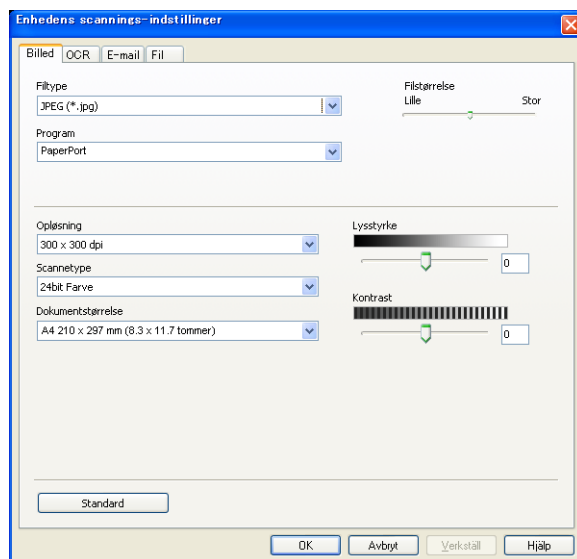 Enhedens scannings-indstillinger
Billed OCR E-mail Fil
Filtype
JPEG (*.jpg)
Filstørrelse
Lille Stor
Program
PaperPort
Opløsning
300 x 300 dpi
Scannetype
24bit Farve
Dokumentstørrelse
A4 210 x 297 mm (8.3 x 11.7 tommer)
Lysstyrke
0
Kontrast
0
Standard
OK Avbryt Verkställ Hjälp